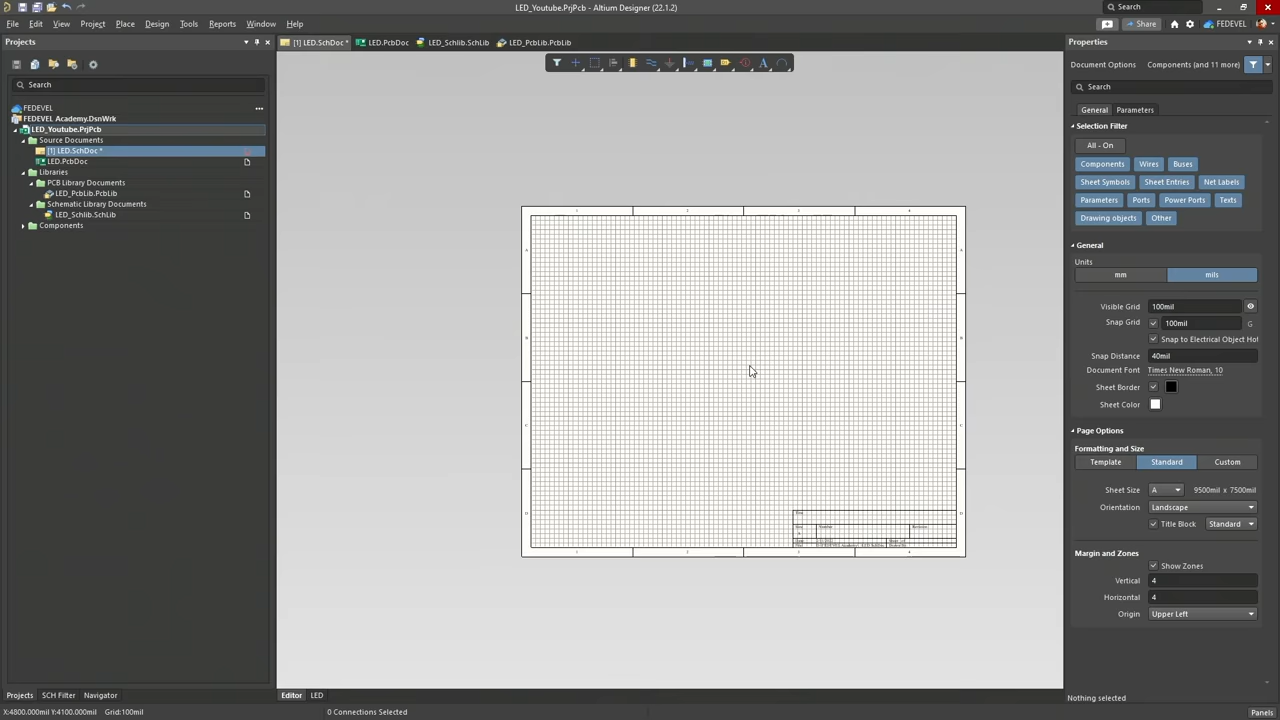 LED_Youtube.PrjPcb - Altium Designer (22.1.2)
Search
File Edit View Project Place Design Tools Reports Window Help
Share
FEDEVEL
Projects
Search
FEDEVEL
FEDEVEL Academy.DsnWrk
LED_Youtube.PrjPcb
Source Documents
[1] LED.SchDoc *
LED.PcbDoc
Libraries
PCB Library Documents
LED_PcbLib.PcbLib
Schematic Library Documents
LED_Schlib.SchLib
Components
[1] LED.SchDoc * LED.PcbDoc LED_Schlib.SchLib LED_PcbLib.PcbLib
Properties
Document Options Components (and 11 more)
Search
General Parameters
Selection Filter
All - On
Components Wires Buses
Sheet Symbols Sheet Entries Net Labels
Parameters Ports Power Ports Texts
Drawing objects Other
General
Units
mm mils
Visible Grid 100mil
Snap Grid 100mil G
Snap to Electrical Object Hot
Snap Distance 40mil
Document Font Times New Roman, 10
Sheet Border
Sheet Color
Page Options
Formatting and Size
Template Standard Custom
Sheet Size A 9500mil x 7500mil
Orientation Landscape
Title Block Standard
Margin and Zones
Show Zones
Vertical 4
Horizontal 4
Origin Upper Left
Nothing selected
Projects SCH Filter Navigator
Editor LED
X:4800.000mil Y:4100.000mil Grid:100mil
0 Connections Selected
Panels